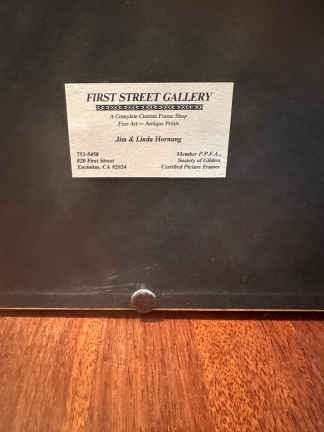 FIRST STREET GALLERY
A Complete Custom Frame Shop
Fine Art — Antique Prints
Jim & Linda Hornung
753-5458
820 First Street
Encinitas, CA 92024
Member P.P.F.A.,
Society of Gilders
Certified Picture Framer